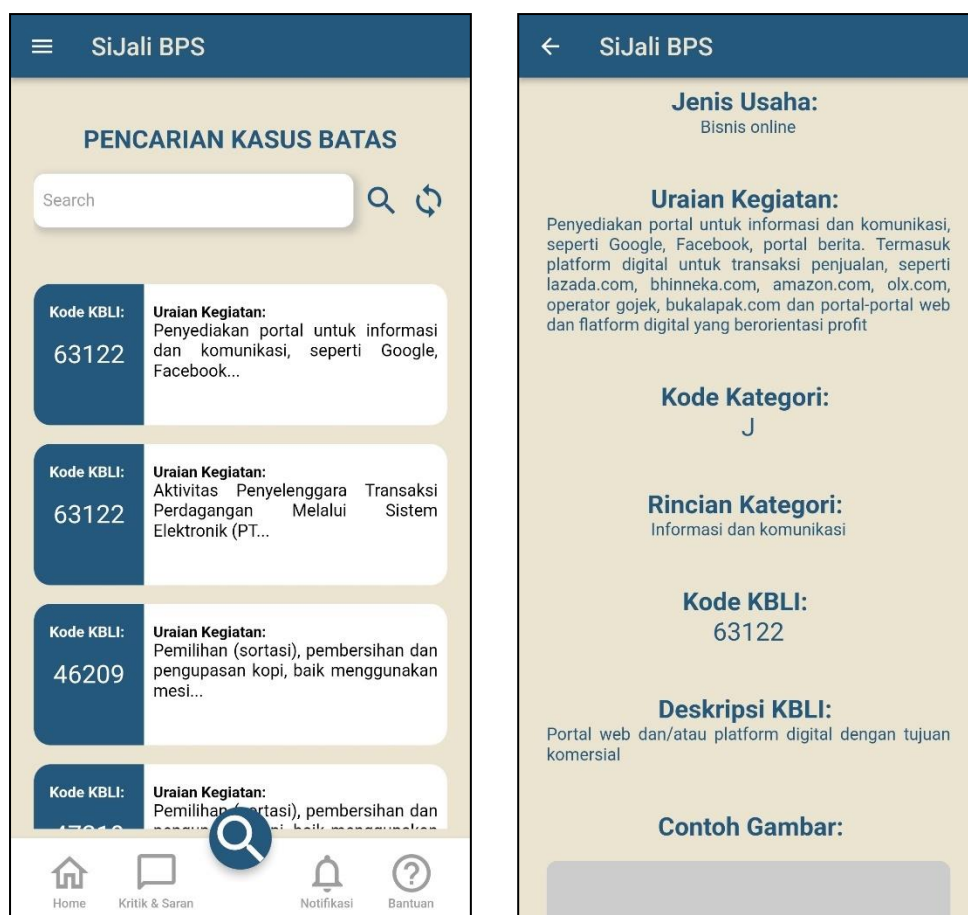 SiJali BPS
PENCARIAN KASUS BATAS
Search
Kode KBLI:
63122
Uraian Kegiatan:
Penyediakan portal untuk informasi
dan komunikasi, seperti Google,
Facebook...
Kode KBLI:
63122
Uraian Kegiatan:
Aktivitas Penyelenggara Transaksi
Perdagangan Melalui Sistem
Elektronik (PT...
Kode KBLI:
46209
Uraian Kegiatan:
Pemilihan (sortasi), pembersihan dan
pengupasan kopi, baik menggunakan
mesi...
Kode KBLI:
Uraian Kegiatan:
Pemilihan (sortasi), pembersihan dan
Home
Kritik & Saran
Notifikasi
Bantuan
SiJali BPS
Jenis Usaha:
Bisnis online
Uraian Kegiatan:
Penyediakan portal untuk informasi dan komunikasi,
seperti Google, Facebook, portal berita. Termasuk
platform digital untuk transaksi penjualan, seperti
lazada.com, bhinneka.com, amazon.com, olx.com,
operator gojek, bukalapak.com dan portal-portal web
dan flatform digital yang berorientasi profit
Kode Kategori:
J
Rincian Kategori:
Informasi dan komunikasi
Kode KBLI:
63122
Deskripsi KBLI:
Portal web dan/atau platform digital dengan tujuan
komersial
Contoh Gambar: